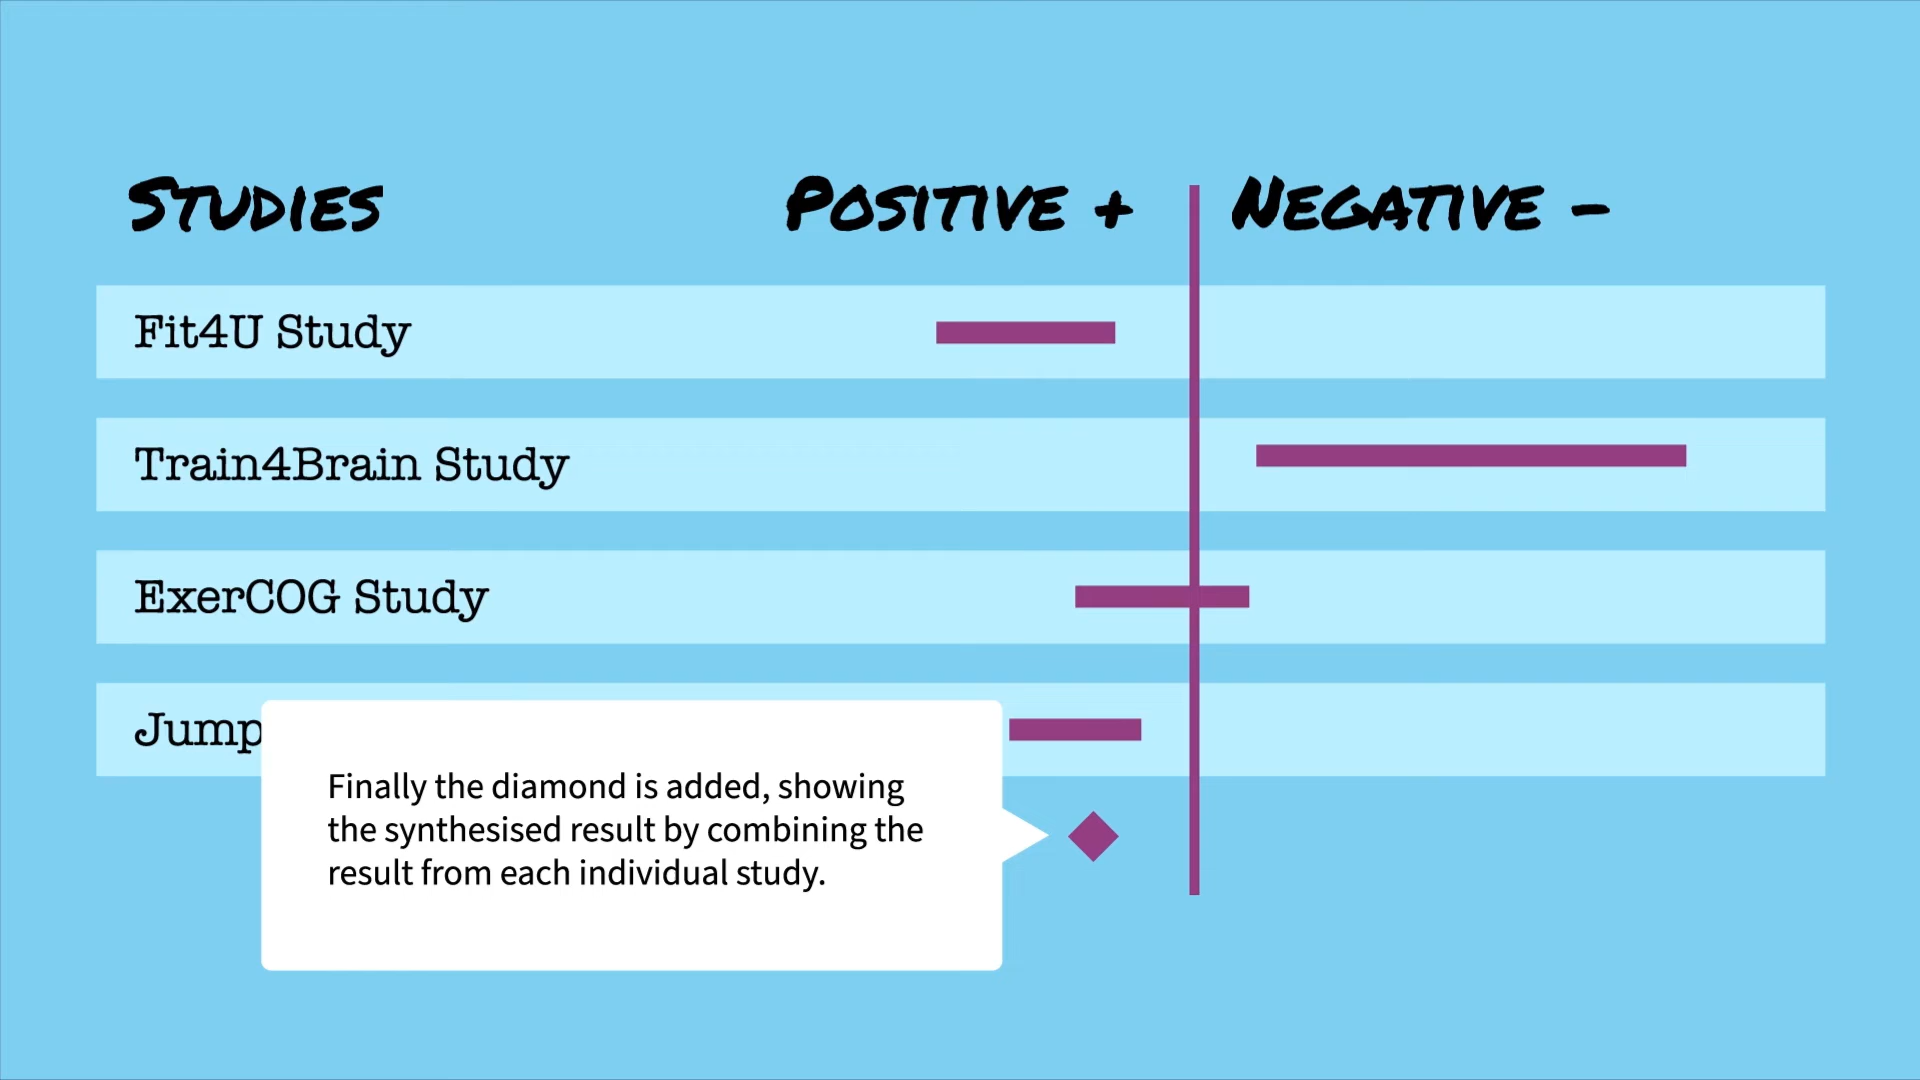 Studies Positive + Negative -
Fit4U Study
Train4Brain Study
ExerCOG Study
Jump
Finally the diamond is added, showing
the synthesised result by combining the
result from each individual study.